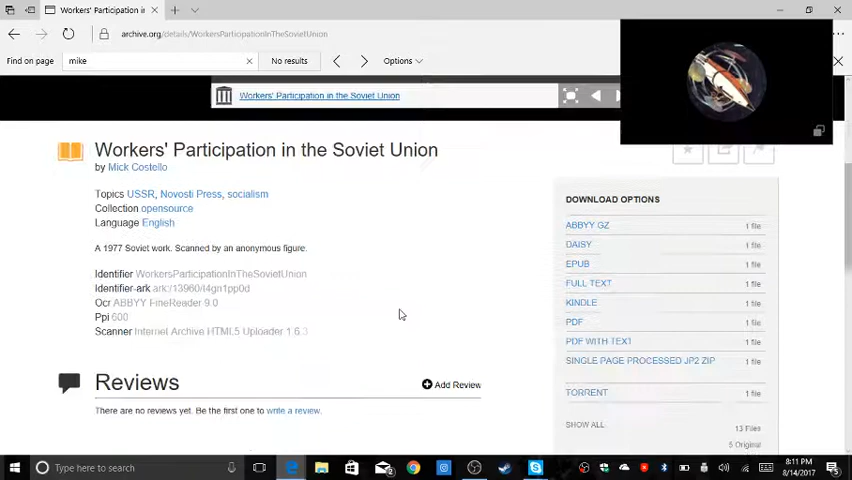 Workers' Participation in
archive.org/details/WorkersParticipationInTheSovietUnion
Find on page mike No results Options
Workers' Participation in the Soviet Union
Workers' Participation in the Soviet Union
by Mick Costello
Topics USSR, Novosti Press, socialism
Collection opensource
Language English
A 1977 Soviet work. Scanned by an anonymous figure.
Identifier WorkersParticipationInTheSovietUnion
Identifier-ark ark:/13960/t4gn1pp0d
Ocr ABBYY FineReader 9.0
Ppi 600
Scanner Internet Archive HTML5 Uploader 1.6.3
Reviews
Add Review
There are no reviews yet. Be the first one to write a review.
DOWNLOAD OPTIONS
ABBYY GZ 1 file
DAISY 1 file
EPUB 1 file
FULL TEXT 1 file
KINDLE 1 file
PDF 1 file
PDF WITH TEXT 1 file
SINGLE PAGE PROCESSED JP2 ZIP 1 file
TORRENT 1 file
SHOW ALL 13 Files
5 Original
Type here to search
2
8:11 PM
8/14/2017